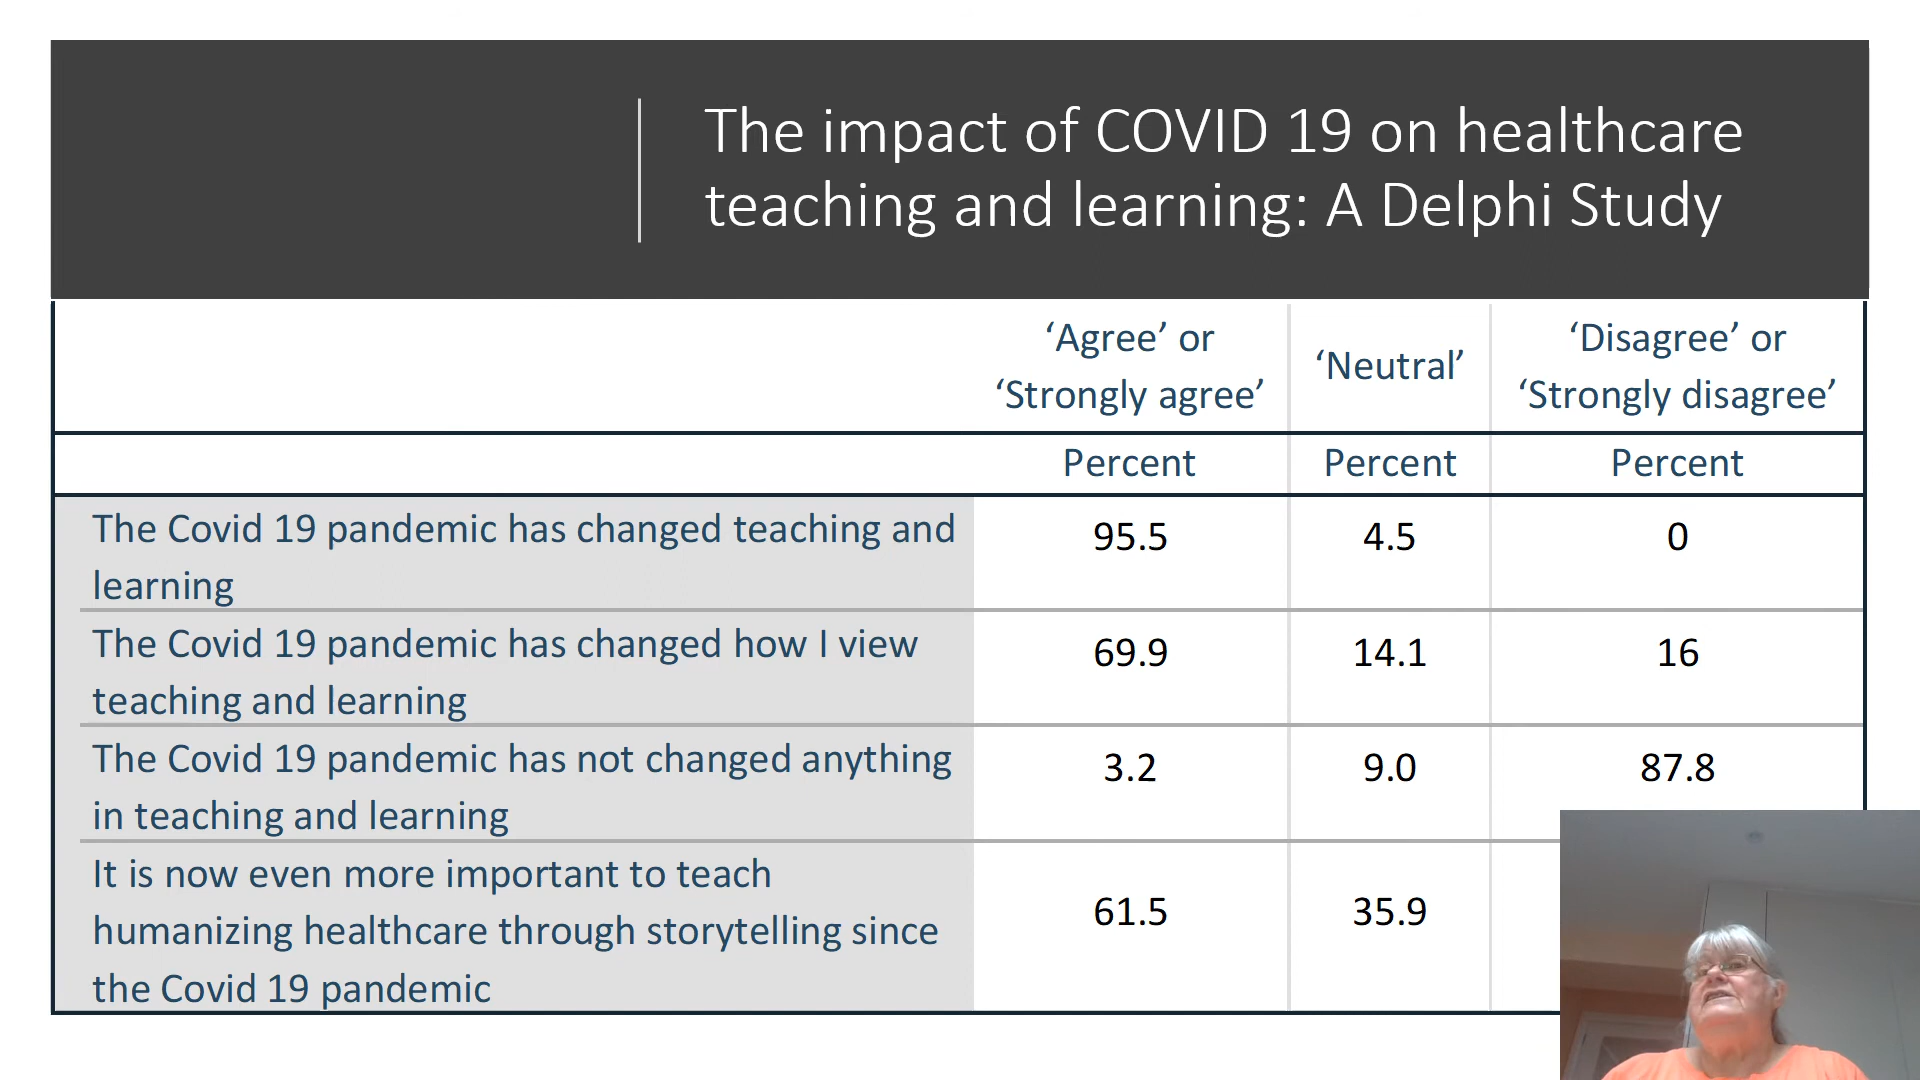 The impact of COVID 19 on healthcare
teaching and learning: A Delphi Study
‘Agree’ or
‘Strongly agree’
‘Neutral’
‘Disagree’ or
‘Strongly disagree’
Percent
Percent
Percent
The Covid 19 pandemic has changed teaching and
learning
95.5
4.5
0
The Covid 19 pandemic has changed how I view
teaching and learning
69.9
14.1
16
The Covid 19 pandemic has not changed anything
in teaching and learning
3.2
9.0
87.8
It is now even more important to teach
humanizing healthcare through storytelling since
the Covid 19 pandemic
61.5
35.9